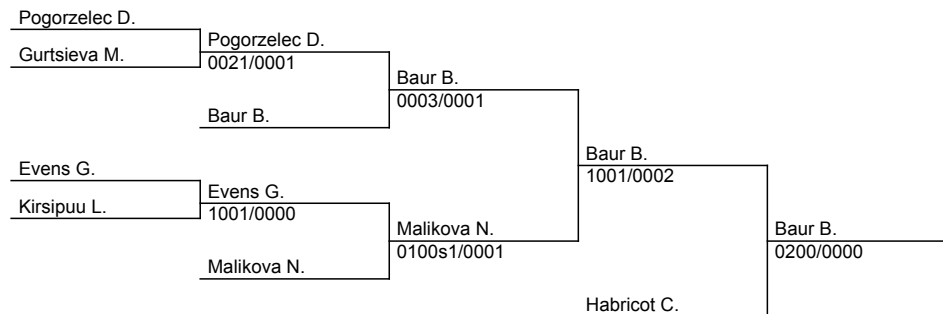 Pogorzelec D.
Gurtsieva M.
Pogorzelec D.
0021/0001
Baur B.
Baur B.
0003/0001
Evens G.
Kirsipuu L.
Evens G.
1001/0000
Malikova N.
Malikova N.
0100s1/0001
Baur B.
1001/0002
Habricot C.
Baur B.
0200/0000